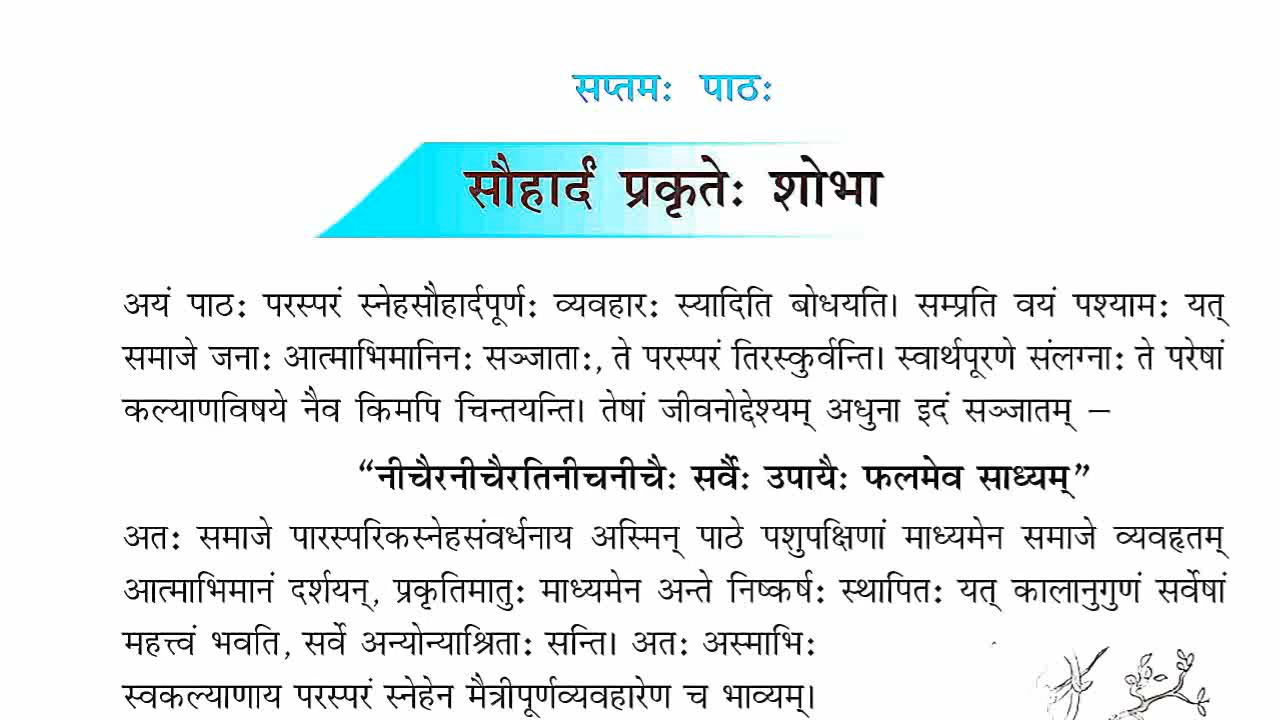 सप्तमः पाठः
सौहार्दं प्रकृतेः शोभा
अयं पाठः परस्परं स्नेहसौहार्दपूर्णः व्यवहारः स्यादिति बोधयति। सम्प्रति वयं पश्यामः यत्
समाजे जनाः आत्माभिमानिनः सञ्जाताः, ते परस्परं तिरस्कुर्वन्ति। स्वार्थपूरणे संलग्नाः ते परेषां
कल्याणविषये नैव किमपि चिन्तयन्ति। तेषां जीवनोद्देश्यम् अधुना इदं सञ्जातम् –
“नीचैरनीचैरतिनीचनीचैः सर्वैः उपायैः फलमेव साध्यम्”
अतः समाजे पारस्परिकस्नेहसंवर्धनाय अस्मिन् पाठे पशुपक्षिणां माध्यमेन समाजे व्यवहृतम्
आत्माभिमानं दर्शयन्, प्रकृतिमातुः माध्यमेन अन्ते निष्कर्षः स्थापितः यत् कालानुगुणं सर्वेषां
महत्त्वं भवति, सर्वे अन्योन्याश्रिताः सन्ति। अतः अस्माभिः
स्वकल्याणाय परस्परं स्नेहेन मैत्रीपूर्णव्यवहारेण च भाव्यम्।